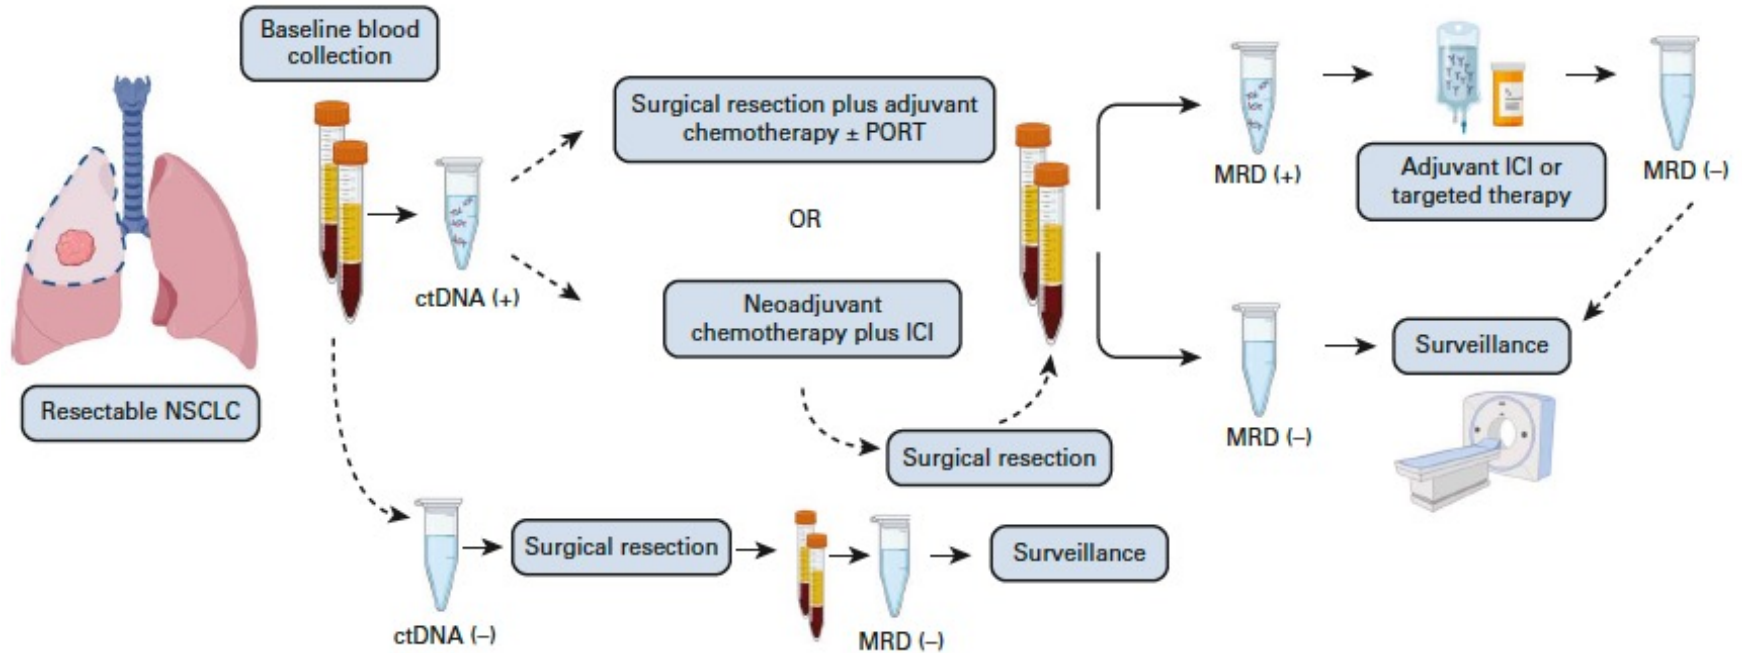 Baseline blood
collection
Resectable NSCLC
ctDNA (+)
Surgical resection plus adjuvant
chemotherapy ± PORT
OR
Neoadjuvant
chemotherapy plus ICI
Surgical resection
MRD (+)
Adjuvant ICI or
targeted therapy
MRD (–)
MRD (–)
Surveillance
ctDNA (–)
Surgical resection
MRD (–)
Surveillance